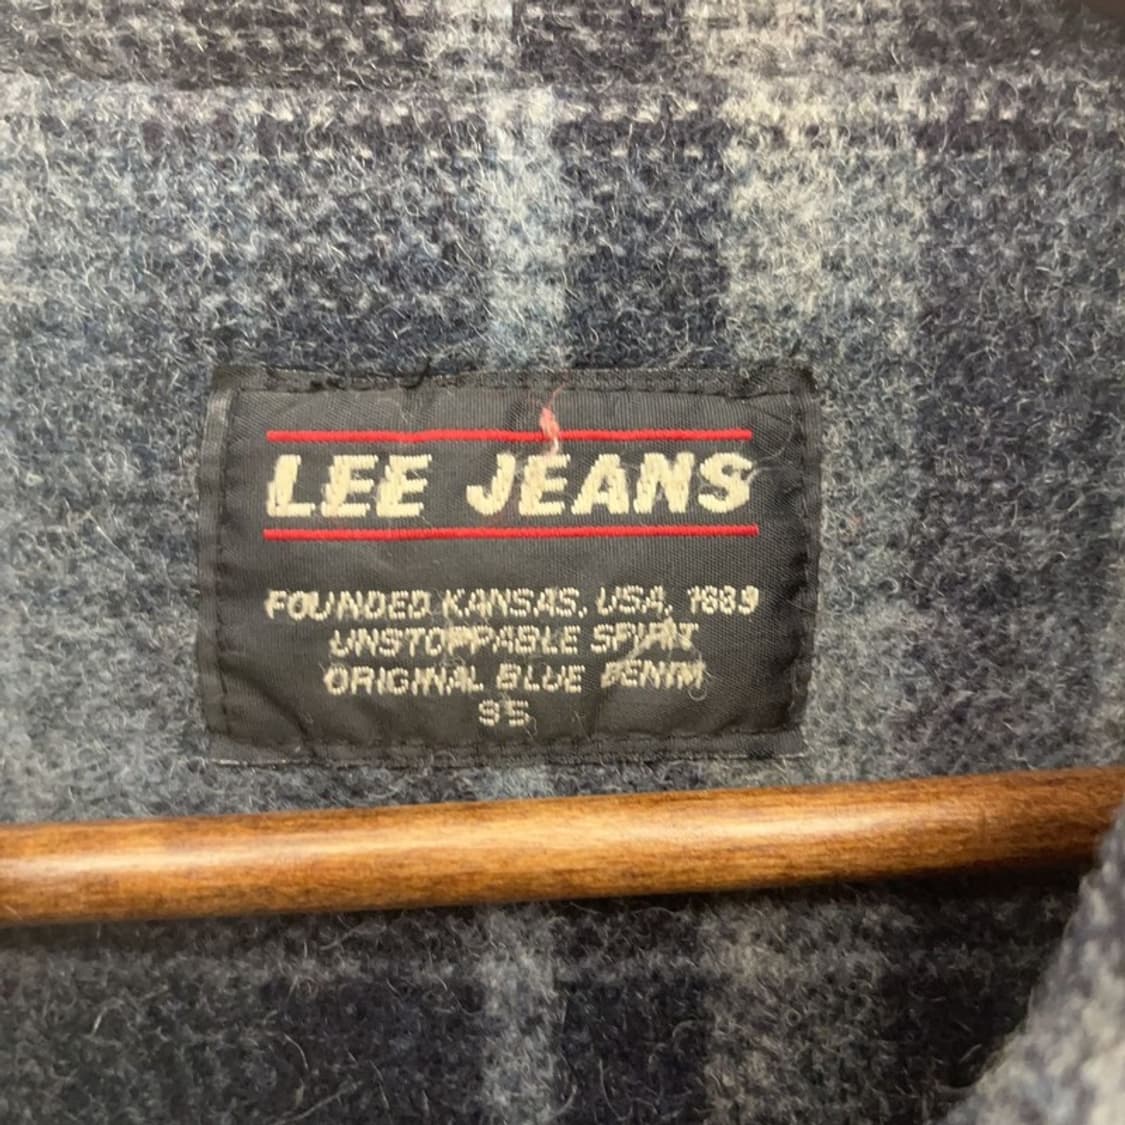 LEE JEANS
FOUNDED KANSAS, USA, 1889
UNSTOPPABLE SPIRIT
ORIGINAL BLUE DENIM
95